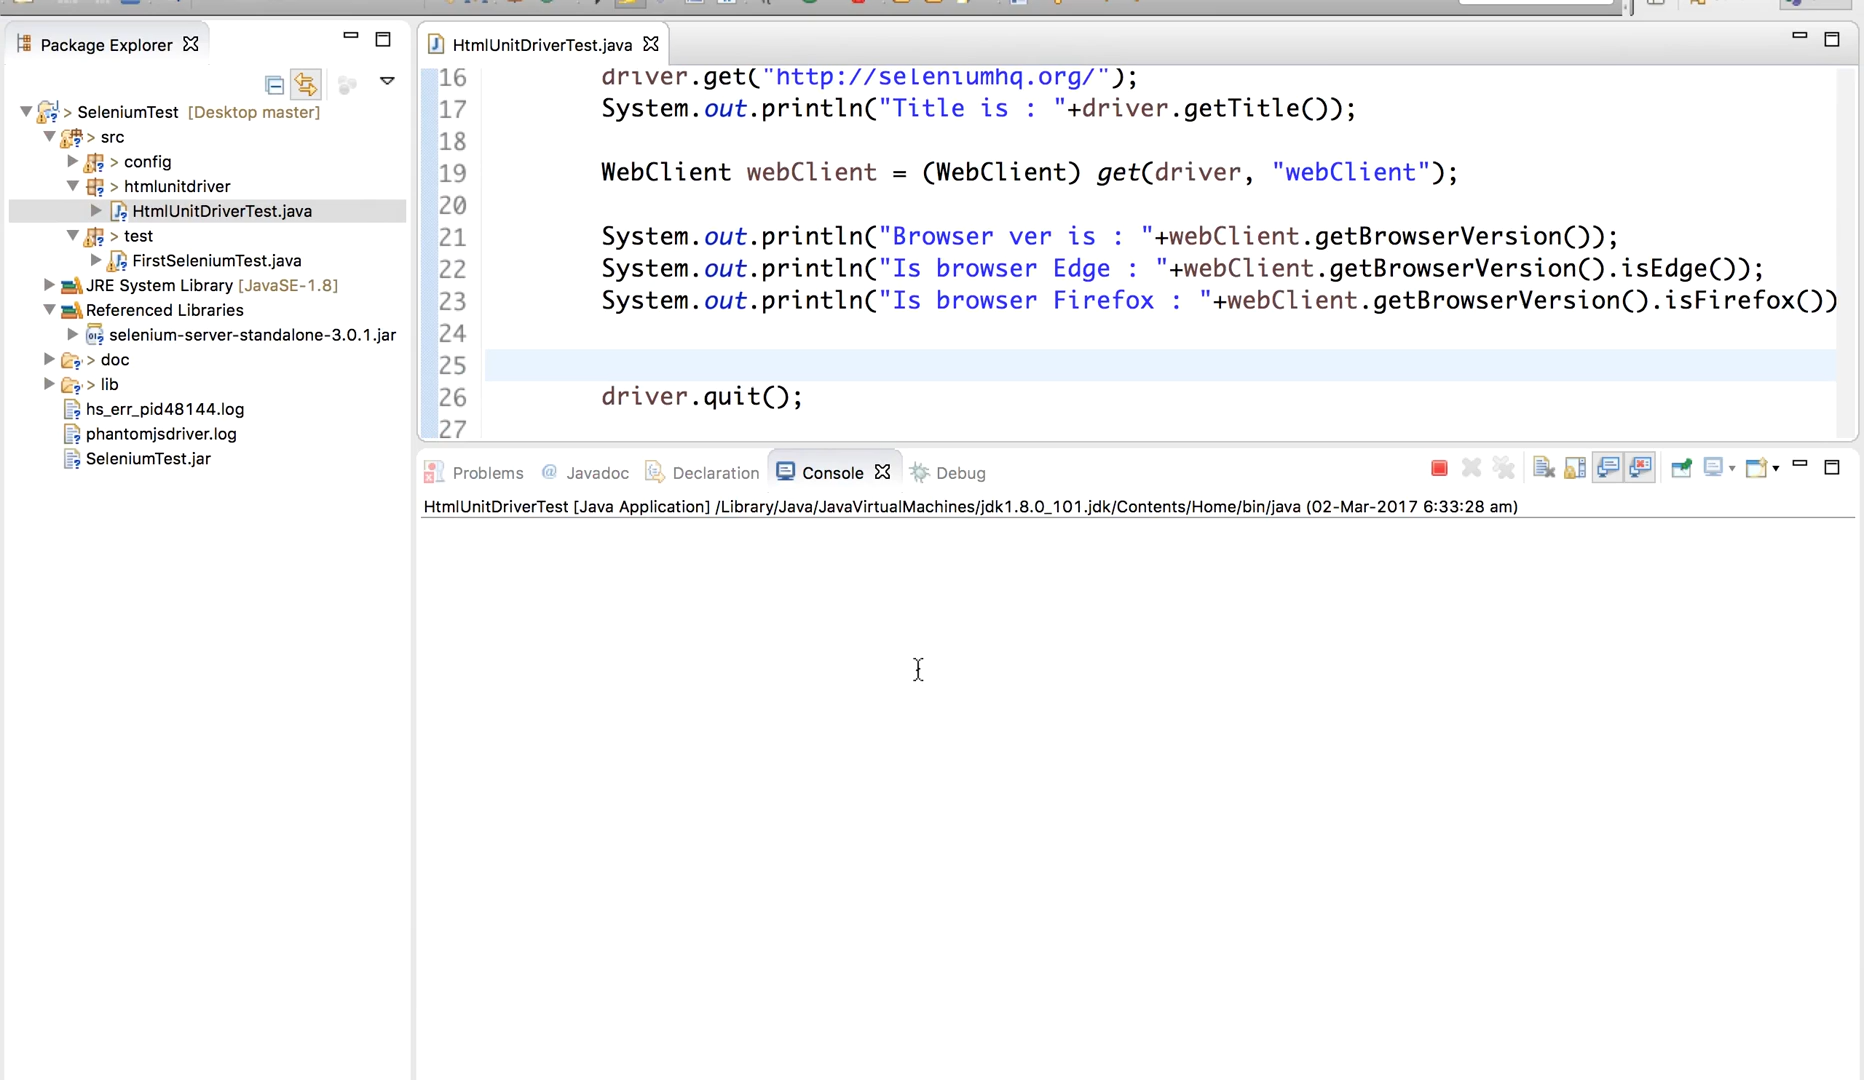 Package Explorer
> SeleniumTest [Desktop master]
> src
> config
> htmlunitdriver
HtmlUnitDriverTest.java
> test
FirstSeleniumTest.java
JRE System Library [JavaSE-1.8]
Referenced Libraries
selenium-server-standalone-3.0.1.jar
> doc
> lib
hs_err_pid48144.log
phantomjsdriver.log
SeleniumTest.jar
HtmlUnitDriverTest.java
16 driver.get("http://seleniumhq.org/");
17 System.out.println("Title is : "+driver.getTitle());
18
19 WebClient webClient = (WebClient) get(driver, "webClient");
20
21 System.out.println("Browser ver is : "+webClient.getBrowserVersion());
22 System.out.println("Is browser Edge : "+webClient.getBrowserVersion().isEdge());
23 System.out.println("Is browser Firefox : "+webClient.getBrowserVersion().isFirefox())
24
25
26 driver.quit();
27
Problems @ Javadoc Declaration Console Debug
HtmlUnitDriverTest [Java Application] /Library/Java/JavaVirtualMachines/jdk1.8.0_101.jdk/Contents/Home/bin/java (02-Mar-2017 6:33:28 am)